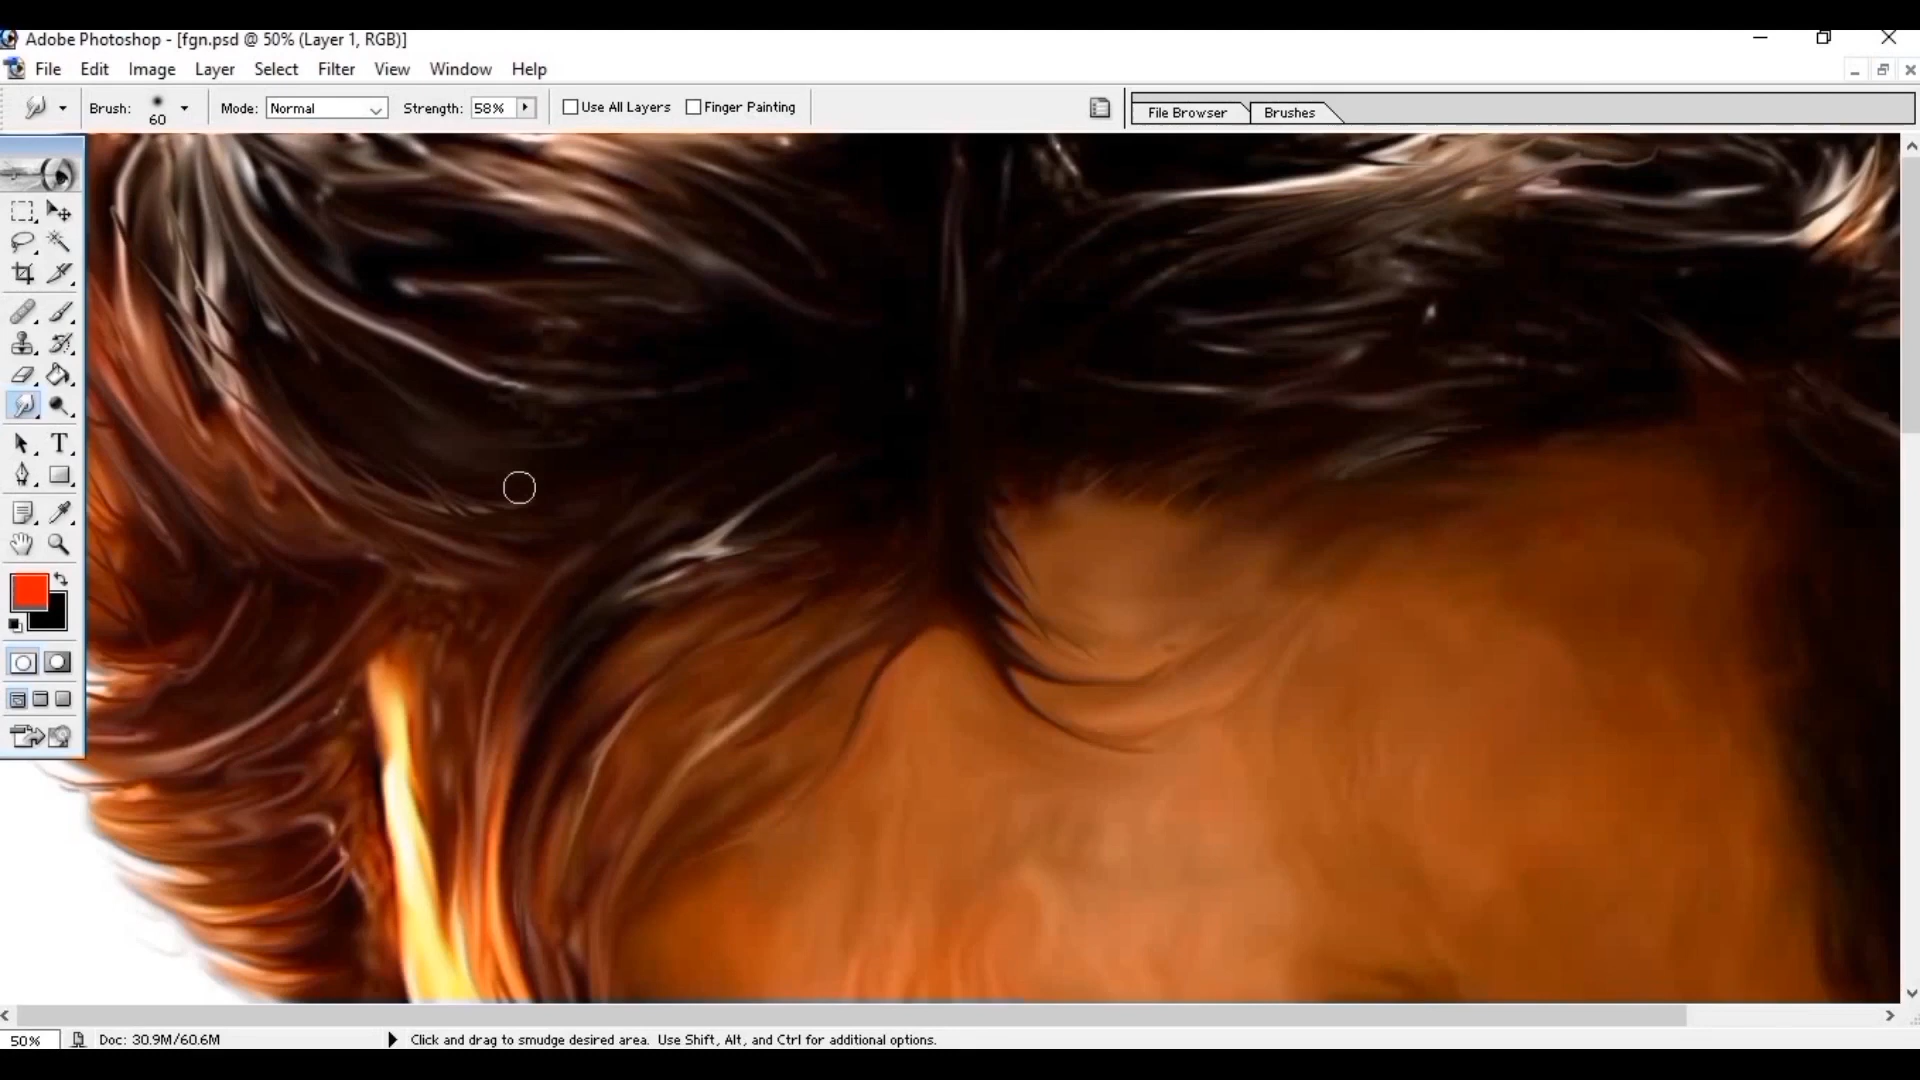 Adobe Photoshop - [fgn.psd @ 50% (Layer 1, RGB)]
File Edit Image Layer Select Filter View Window Help
Brush: 60 Mode: Normal Strength: 58% Use All Layers Finger Painting File Browser Brushes
T
50% Doc: 30.9M/60.6M Click and drag to smudge desired area. Use Shift, Alt, and Ctrl for additional options.